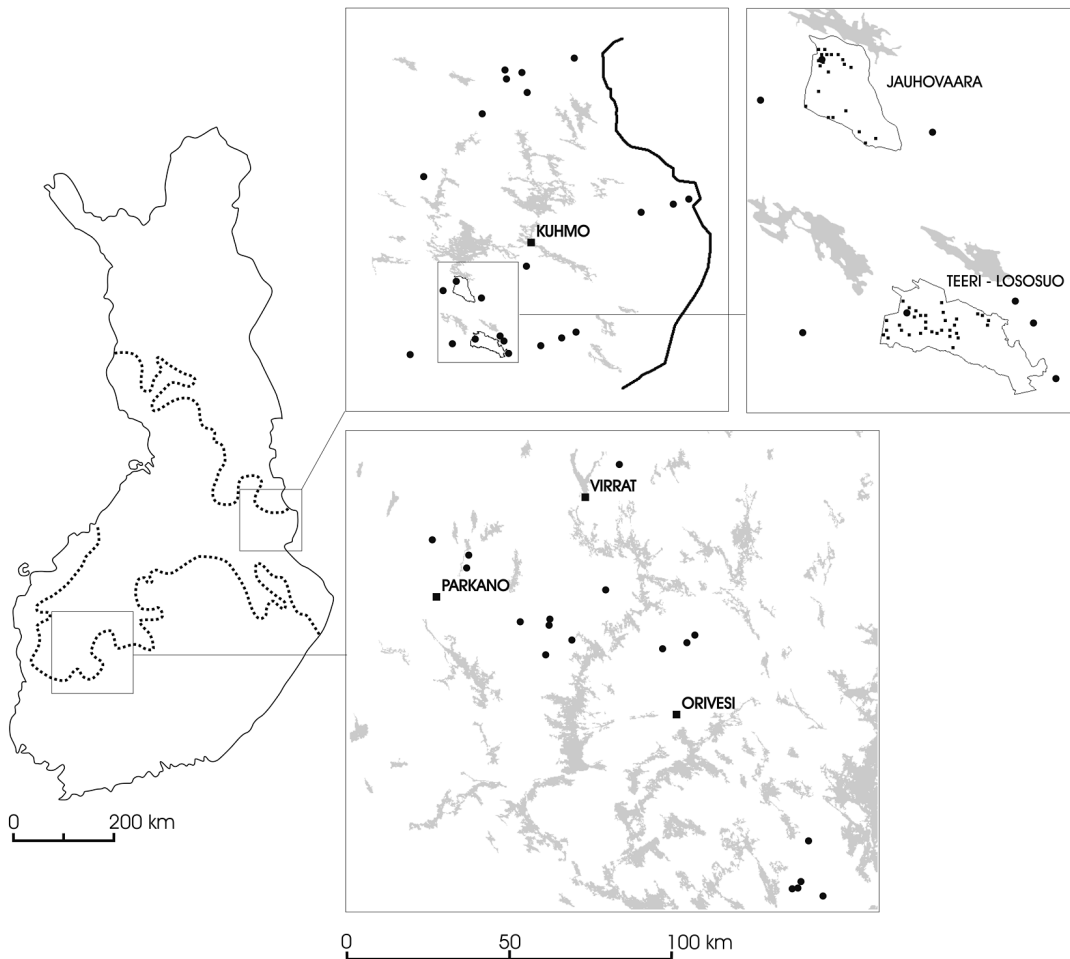 JAUHOVAARA
KUHMO
TEERI - LOSOSUO
VIRRAT
PARKANO
ORIVESI
0 200 km
0 50 100 km